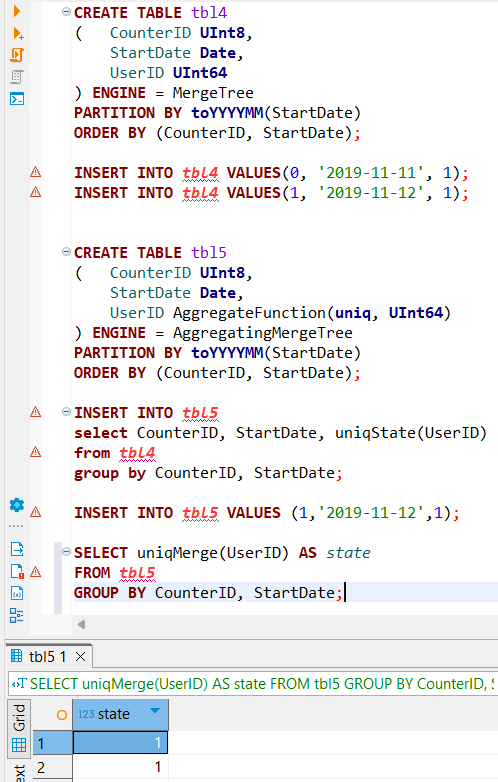 CREATE TABLE tbl4
(   CounterID UInt8,
    StartDate Date,
    UserID UInt64
) ENGINE = MergeTree
PARTITION BY toYYYYMM(StartDate)
ORDER BY (CounterID, StartDate);
INSERT INTO tbl4 VALUES(0, '2019-11-11', 1);
INSERT INTO tbl4 VALUES(1, '2019-11-12', 1);
CREATE TABLE tbl5
(   CounterID UInt8,
    StartDate Date,
    UserID AggregateFunction(uniq, UInt64)
) ENGINE = AggregatingMergeTree
PARTITION BY toYYYYMM(StartDate)
ORDER BY (CounterID, StartDate);
INSERT INTO tbl5
select CounterID, StartDate, uniqState(UserID)
from tbl4
group by CounterID, StartDate;
INSERT INTO tbl5 VALUES (1,'2019-11-12',1);
SELECT uniqMerge(UserID) AS state
FROM tbl5
GROUP BY CounterID, StartDate;
tbl5 1
SELECT uniqMerge(UserID) AS state FROM tbl5 GROUP BY CounterID, S
Grid
123 state
1 1
2 1